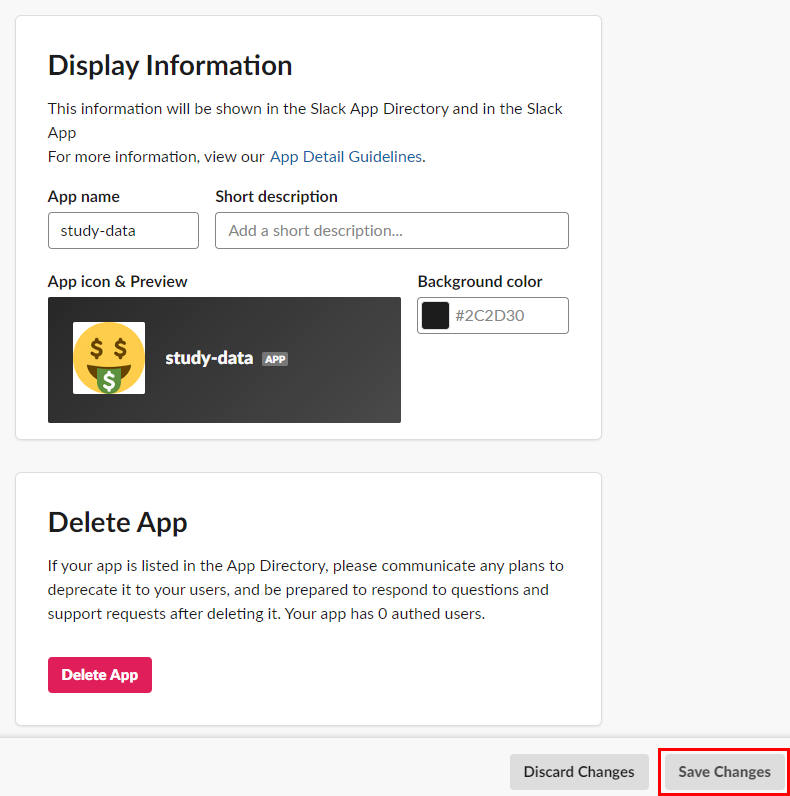 Display Information
This information will be shown in the Slack App Directory and in the Slack
App
For more information, view our App Detail Guidelines.
App name
Short description
study-data
Add a short description...
App icon & Preview
Background color
#2C2D30
$ $
$
study-data APP
Delete App
If your app is listed in the App Directory, please communicate any plans to
deprecate it to your users, and be prepared to respond to questions and
support requests after deleting it. Your app has 0 authed users.
Delete App
Discard Changes
Save Changes